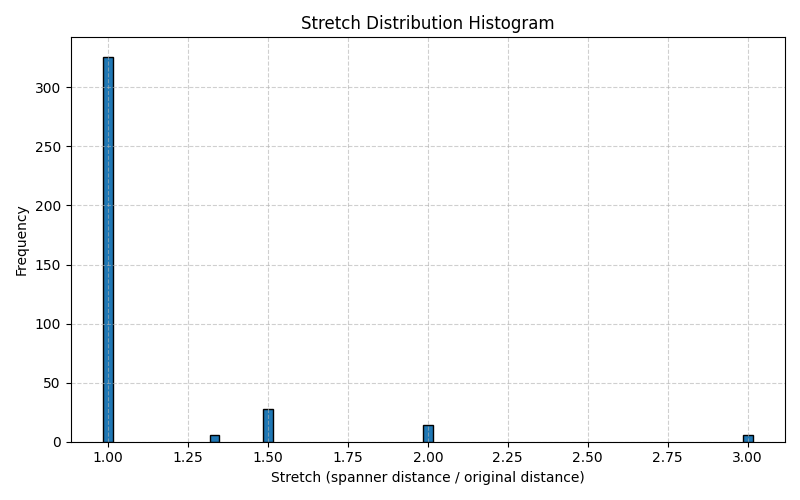 Stretch Distribution Histogram
Frequency
300
250
200
150
100
50
0
1.00 1.25 1.50 1.75 2.00 2.25 2.50 2.75 3.00
Stretch (spanner distance / original distance)